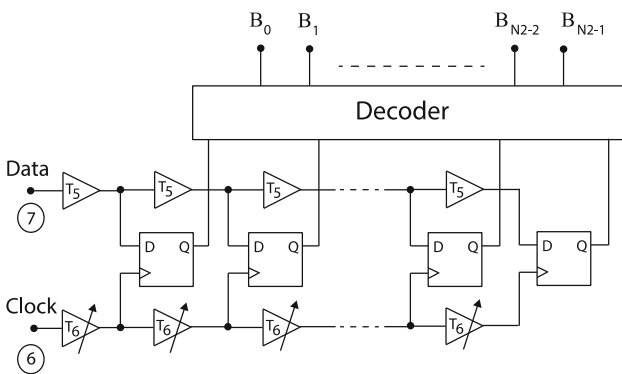 B0 B1 BN2-2 BN2-1
Decoder
Data
T5 T5 T5 T5
7
D Q D Q D Q D Q
Clock
T6 T6 T6 T6
6